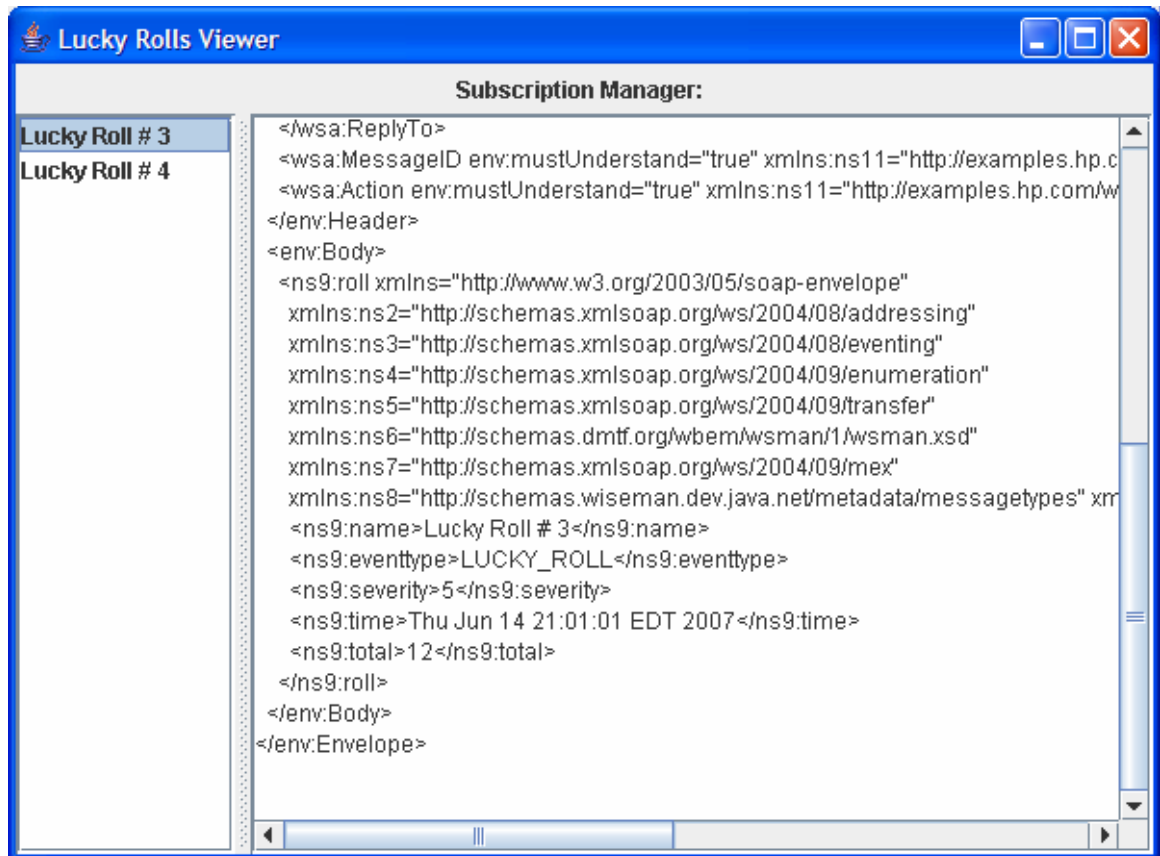 Lucky Rolls Viewer
Subscription Manager:
Lucky Roll # 3
Lucky Roll # 4
</wsa:ReplyTo>
<wsa:MessageID env:mustUnderstand="true" xmlns:ns11="http://examples.hp.c
<wsa:Action env:mustUnderstand="true" xmlns:ns11="http://examples.hp.com/w
</env:Header>
<env:Body>
<ns9:roll xmlns="http://www.w3.org/2003/05/soap-envelope"
xmlns:ns2="http://schemas.xmlsoap.org/ws/2004/08/addressing"
xmlns:ns3="http://schemas.xmlsoap.org/ws/2004/08/eventing"
xmlns:ns4="http://schemas.xmlsoap.org/ws/2004/09/enumeration"
xmlns:ns5="http://schemas.xmlsoap.org/ws/2004/09/transfer"
xmlns:ns6="http://schemas.dmtf.org/wbem/wsman/1/wsman.xsd"
xmlns:ns7="http://schemas.xmlsoap.org/ws/2004/09/mex"
xmlns:ns8="http://schemas.wiseman.dev.java.net/metadata/messagetypes" xm
<ns9:name>Lucky Roll # 3</ns9:name>
<ns9:eventtype>LUCKY_ROLL</ns9:eventtype>
<ns9:severity>5</ns9:severity>
<ns9:time>Thu Jun 14 21:01:01 EDT 2007</ns9:time>
<ns9:total>12</ns9:total>
</ns9:roll>
</env:Body>
</env:Envelope>